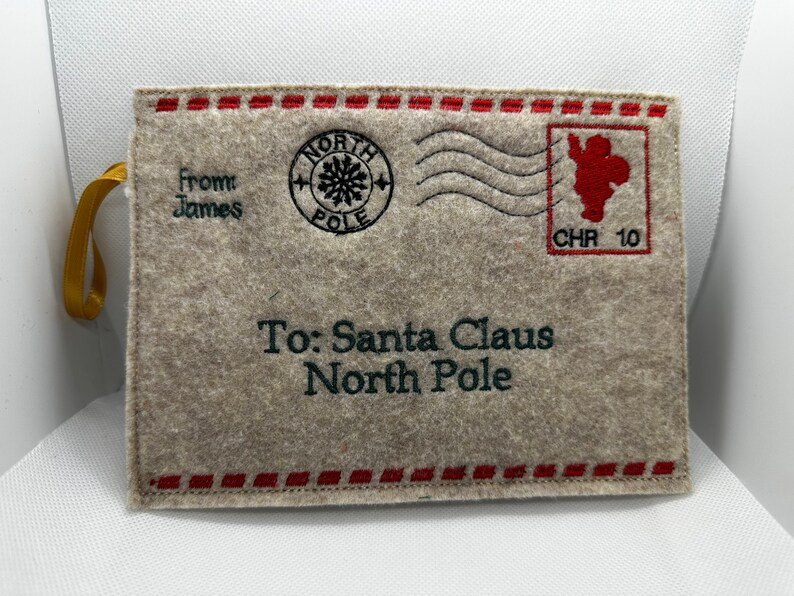 From:
James
NORTH
POLE
CHR 10
To: Santa Claus
North Pole